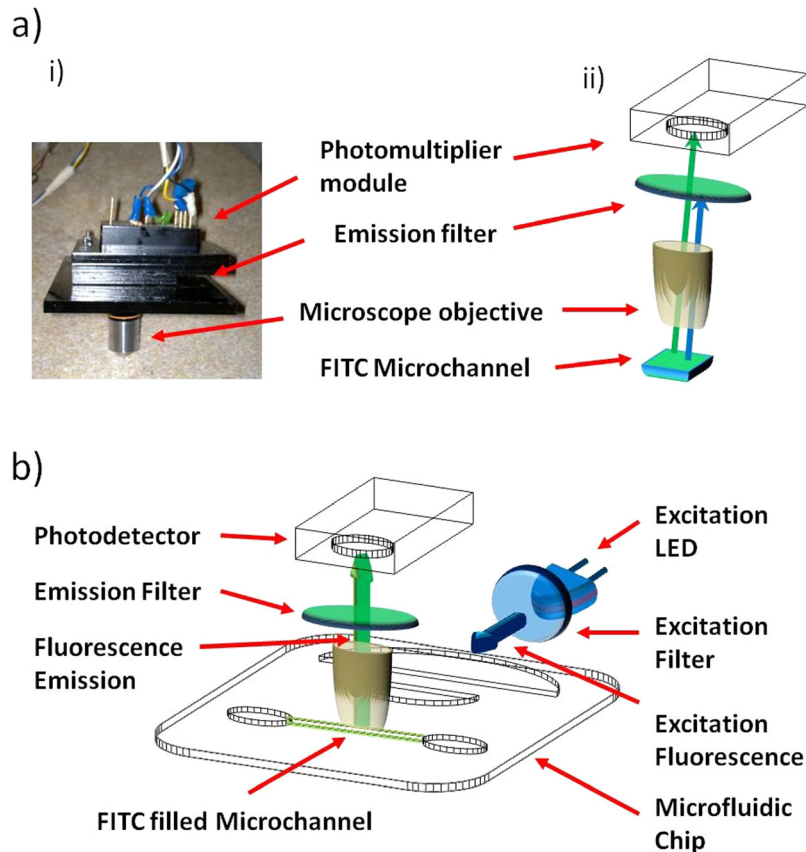 a)
i)
ii)
Photomultiplier
module
Emission filter
Microscope objective
FITC Microchannel
b)
Photodetector
Emission Filter
Fluorescence
Emission
FITC filled Microchannel
Excitation
LED
Excitation
Filter
Excitation
Fluorescence
Microfluidic
Chip